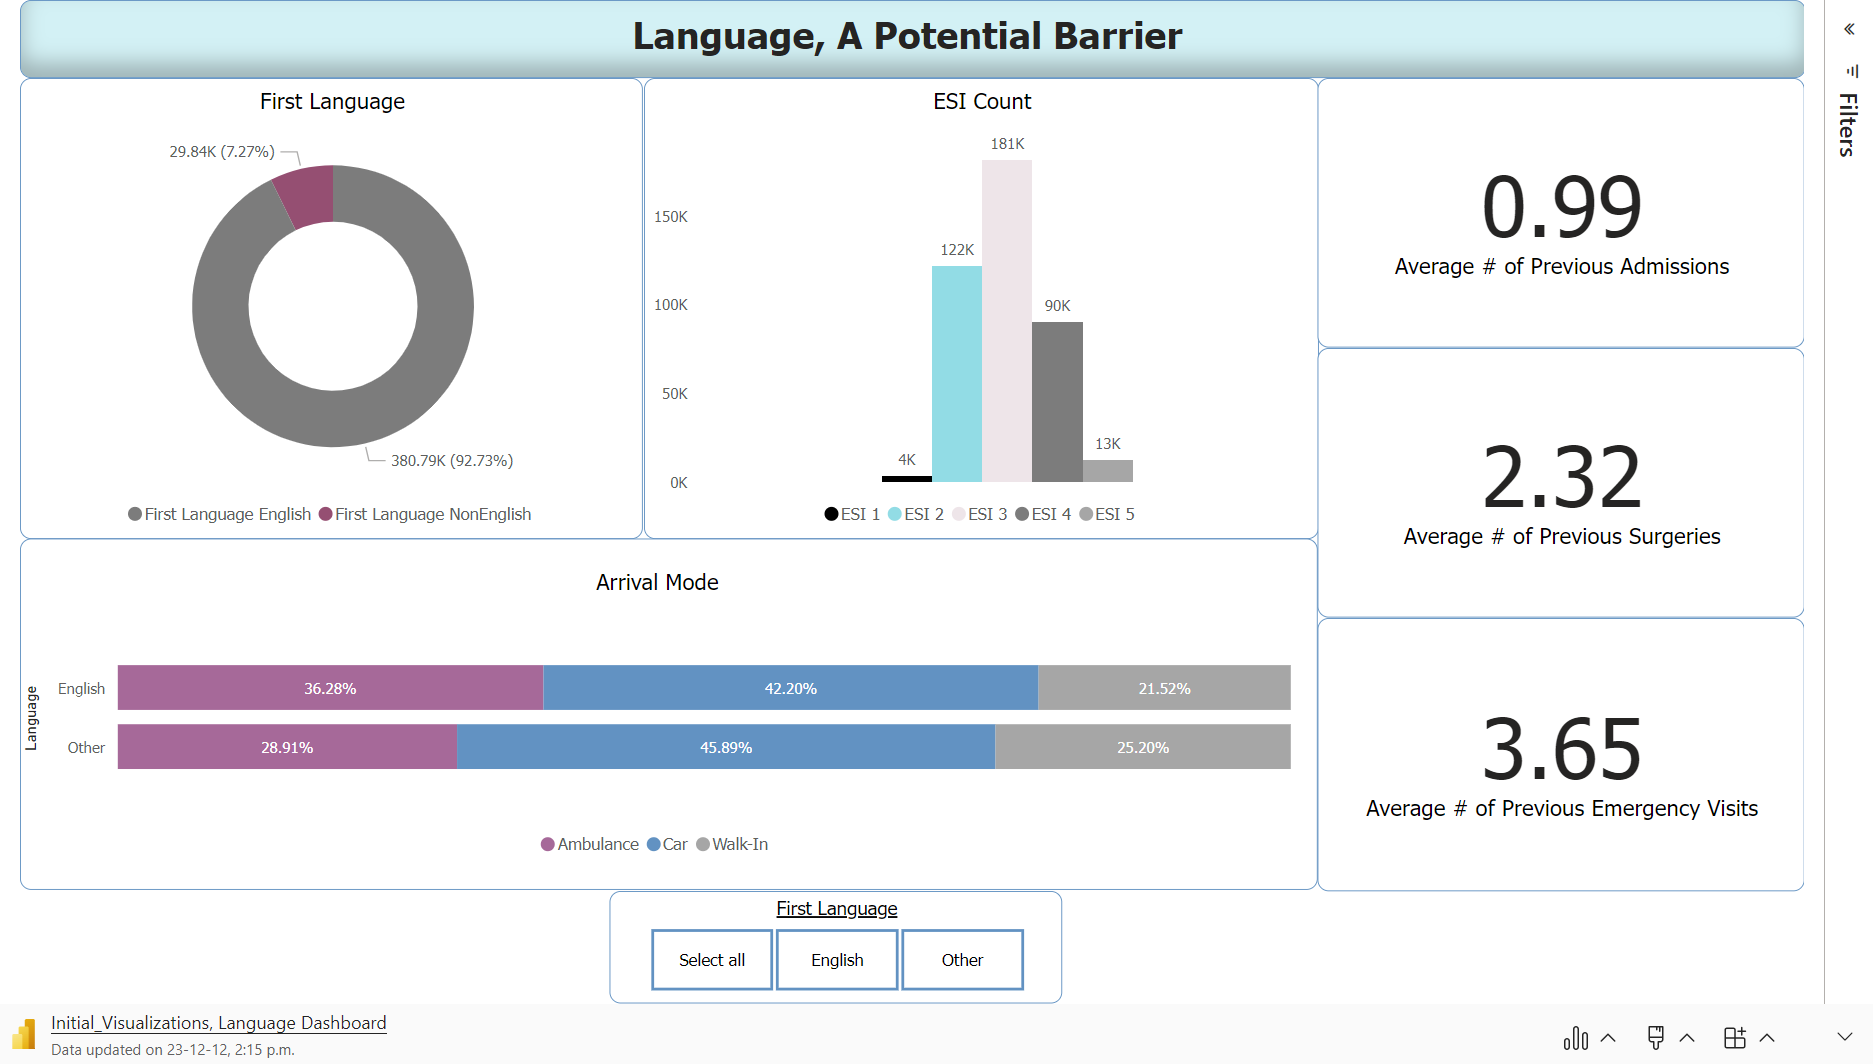 Language, A Potential Barrier
First Language
29.84K (7.27%)
380.79K (92.73%)
First Language English
First Language NonEnglish
ESI Count
150K
100K
50K
0K
4K
122K
181K
90K
13K
ESI 1
ESI 2
ESI 3
ESI 4
ESI 5
0.99
Average # of Previous Admissions
2.32
Average # of Previous Surgeries
3.65
Average # of Previous Emergency Visits
Arrival Mode
Language
English
36.28%
42.20%
21.52%
Other
28.91%
45.89%
25.20%
Ambulance
Car
Walk-In
First Language
Select all
English
Other
Filters
Initial_Visualizations, Language Dashboard
Data updated on 23-12-12, 2:15 p.m.